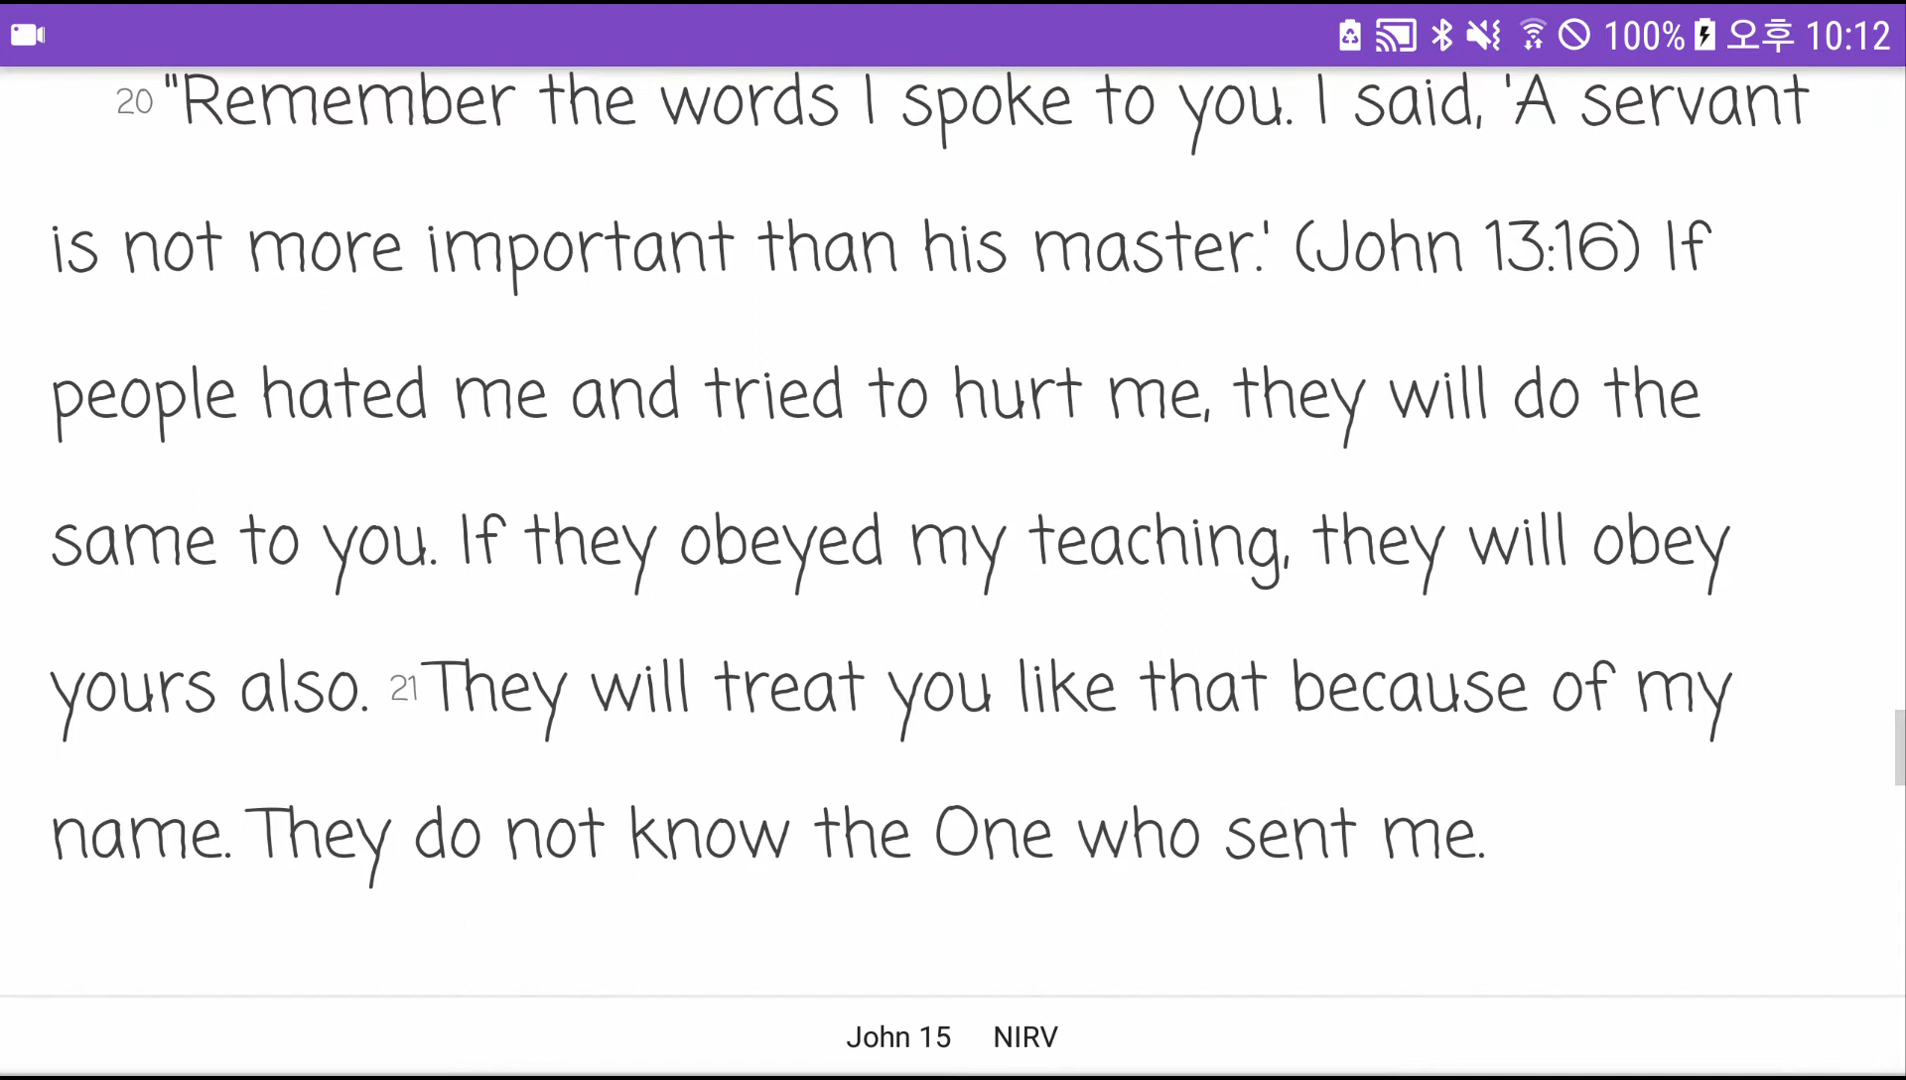 100% 오후 10:12
20 "Remember the words I spoke to you. I said, 'A servant
is not more important than his master.' (John 13:16) If
people hated me and tried to hurt me, they will do the
same to you. If they obeyed my teaching, they will obey
yours also. 21 They will treat you like that because of my
name. They do not know the One who sent me.
John 15 NIRV